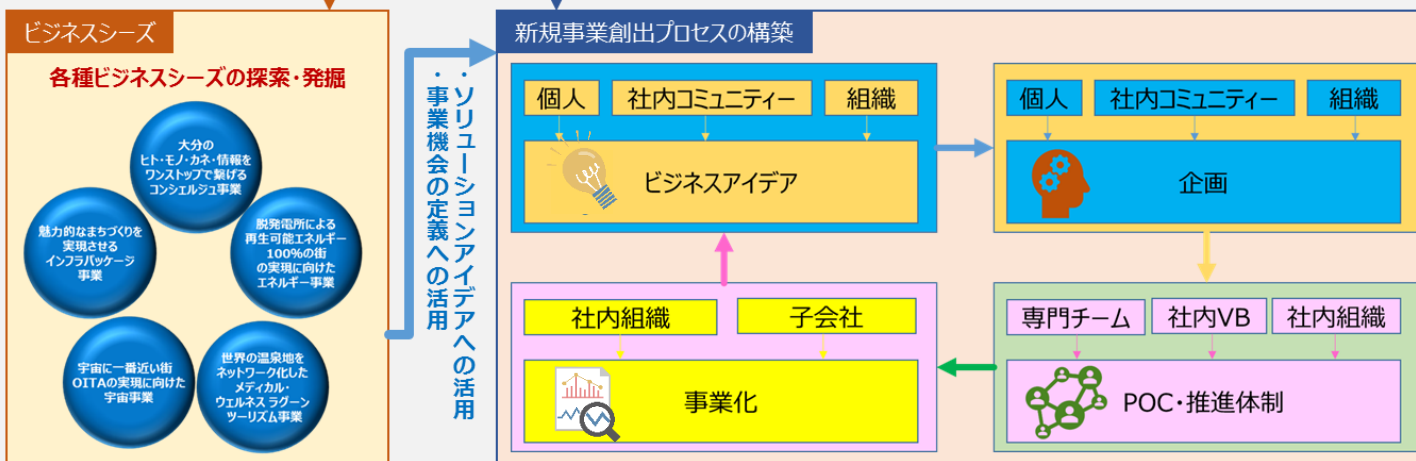 ビジネスシーズ
各種ビジネスシーズの探索・発掘
大分の
ヒト・モノ・カネ・情報を
ワンストップで繋げる
コンシェルジュ事業
魅力的なまちづくりを
実現させる
インフラパッケージ
事業
脱発電所による
再生可能エネルギー
100%の街
の実現に向けた
エネルギー事業
宇宙に一番近い街
OITAの実現に向けた
宇宙事業
世界の温泉地を
ネットワーク化した
メディカル・
ウェルネス ラグーン
ツーリズム事業
・ソリューションアイデアへの活用
・事業機会の定義への活用
新規事業創出プロセスの構築
個人
社内コミュニティー
組織
ビジネスアイデア
個人
社内コミュニティー
組織
企画
社内組織
子会社
事業化
専門チーム
社内VB
社内組織
POC・推進体制